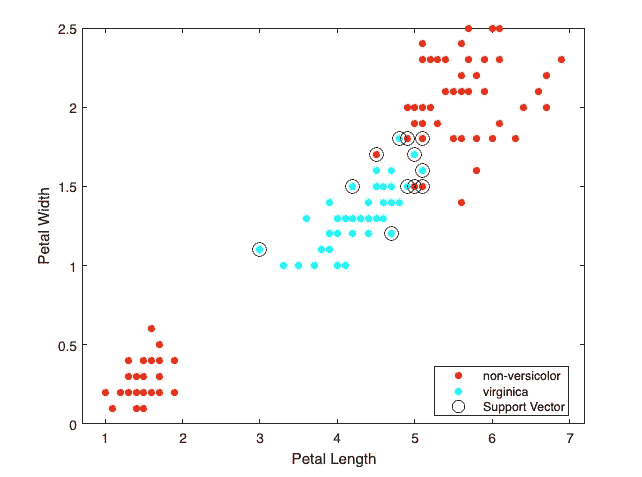 2.5
2
1.5
1
0.5
0
Petal Width
1
2
3
4
5
6
7
Petal Length
non-versicolor
virginica
Support Vector